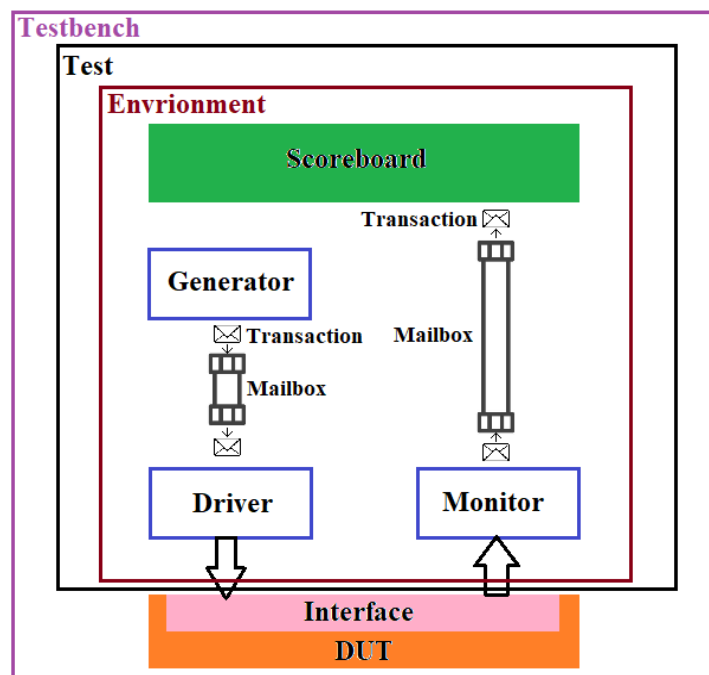 Testbench
Test
Envrionment
Scoreboard
Transaction
Generator
Transaction
Mailbox
Mailbox
Driver
Monitor
Interface
DUT